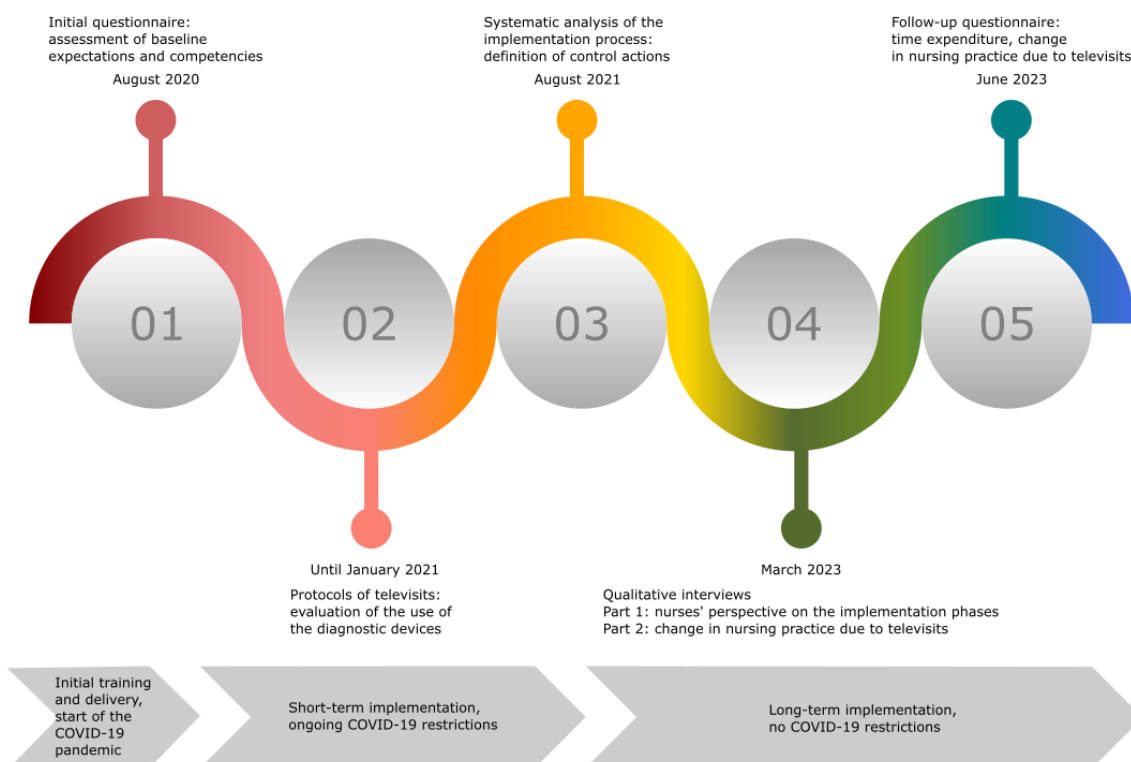 Initial questionnaire:
assessment of baseline
expectations and competencies
August 2020
Systematic analysis of the
implementation process:
definition of control actions
August 2021
Follow-up questionnaire:
time expenditure, change
in nursing practice due to televisits
June 2023
01
02
03
04
05
Until January 2021
Protocols of televisits:
evaluation of the use of
the diagnostic devices
March 2023
Qualitative interviews
Part 1: nurses' perspective on the implementation phases
Part 2: change in nursing practice due to televisits
Initial training
and delivery,
start of the
COVID-19
pandemic
Short-term implementation,
ongoing COVID-19 restrictions
Long-term implementation,
no COVID-19 restrictions